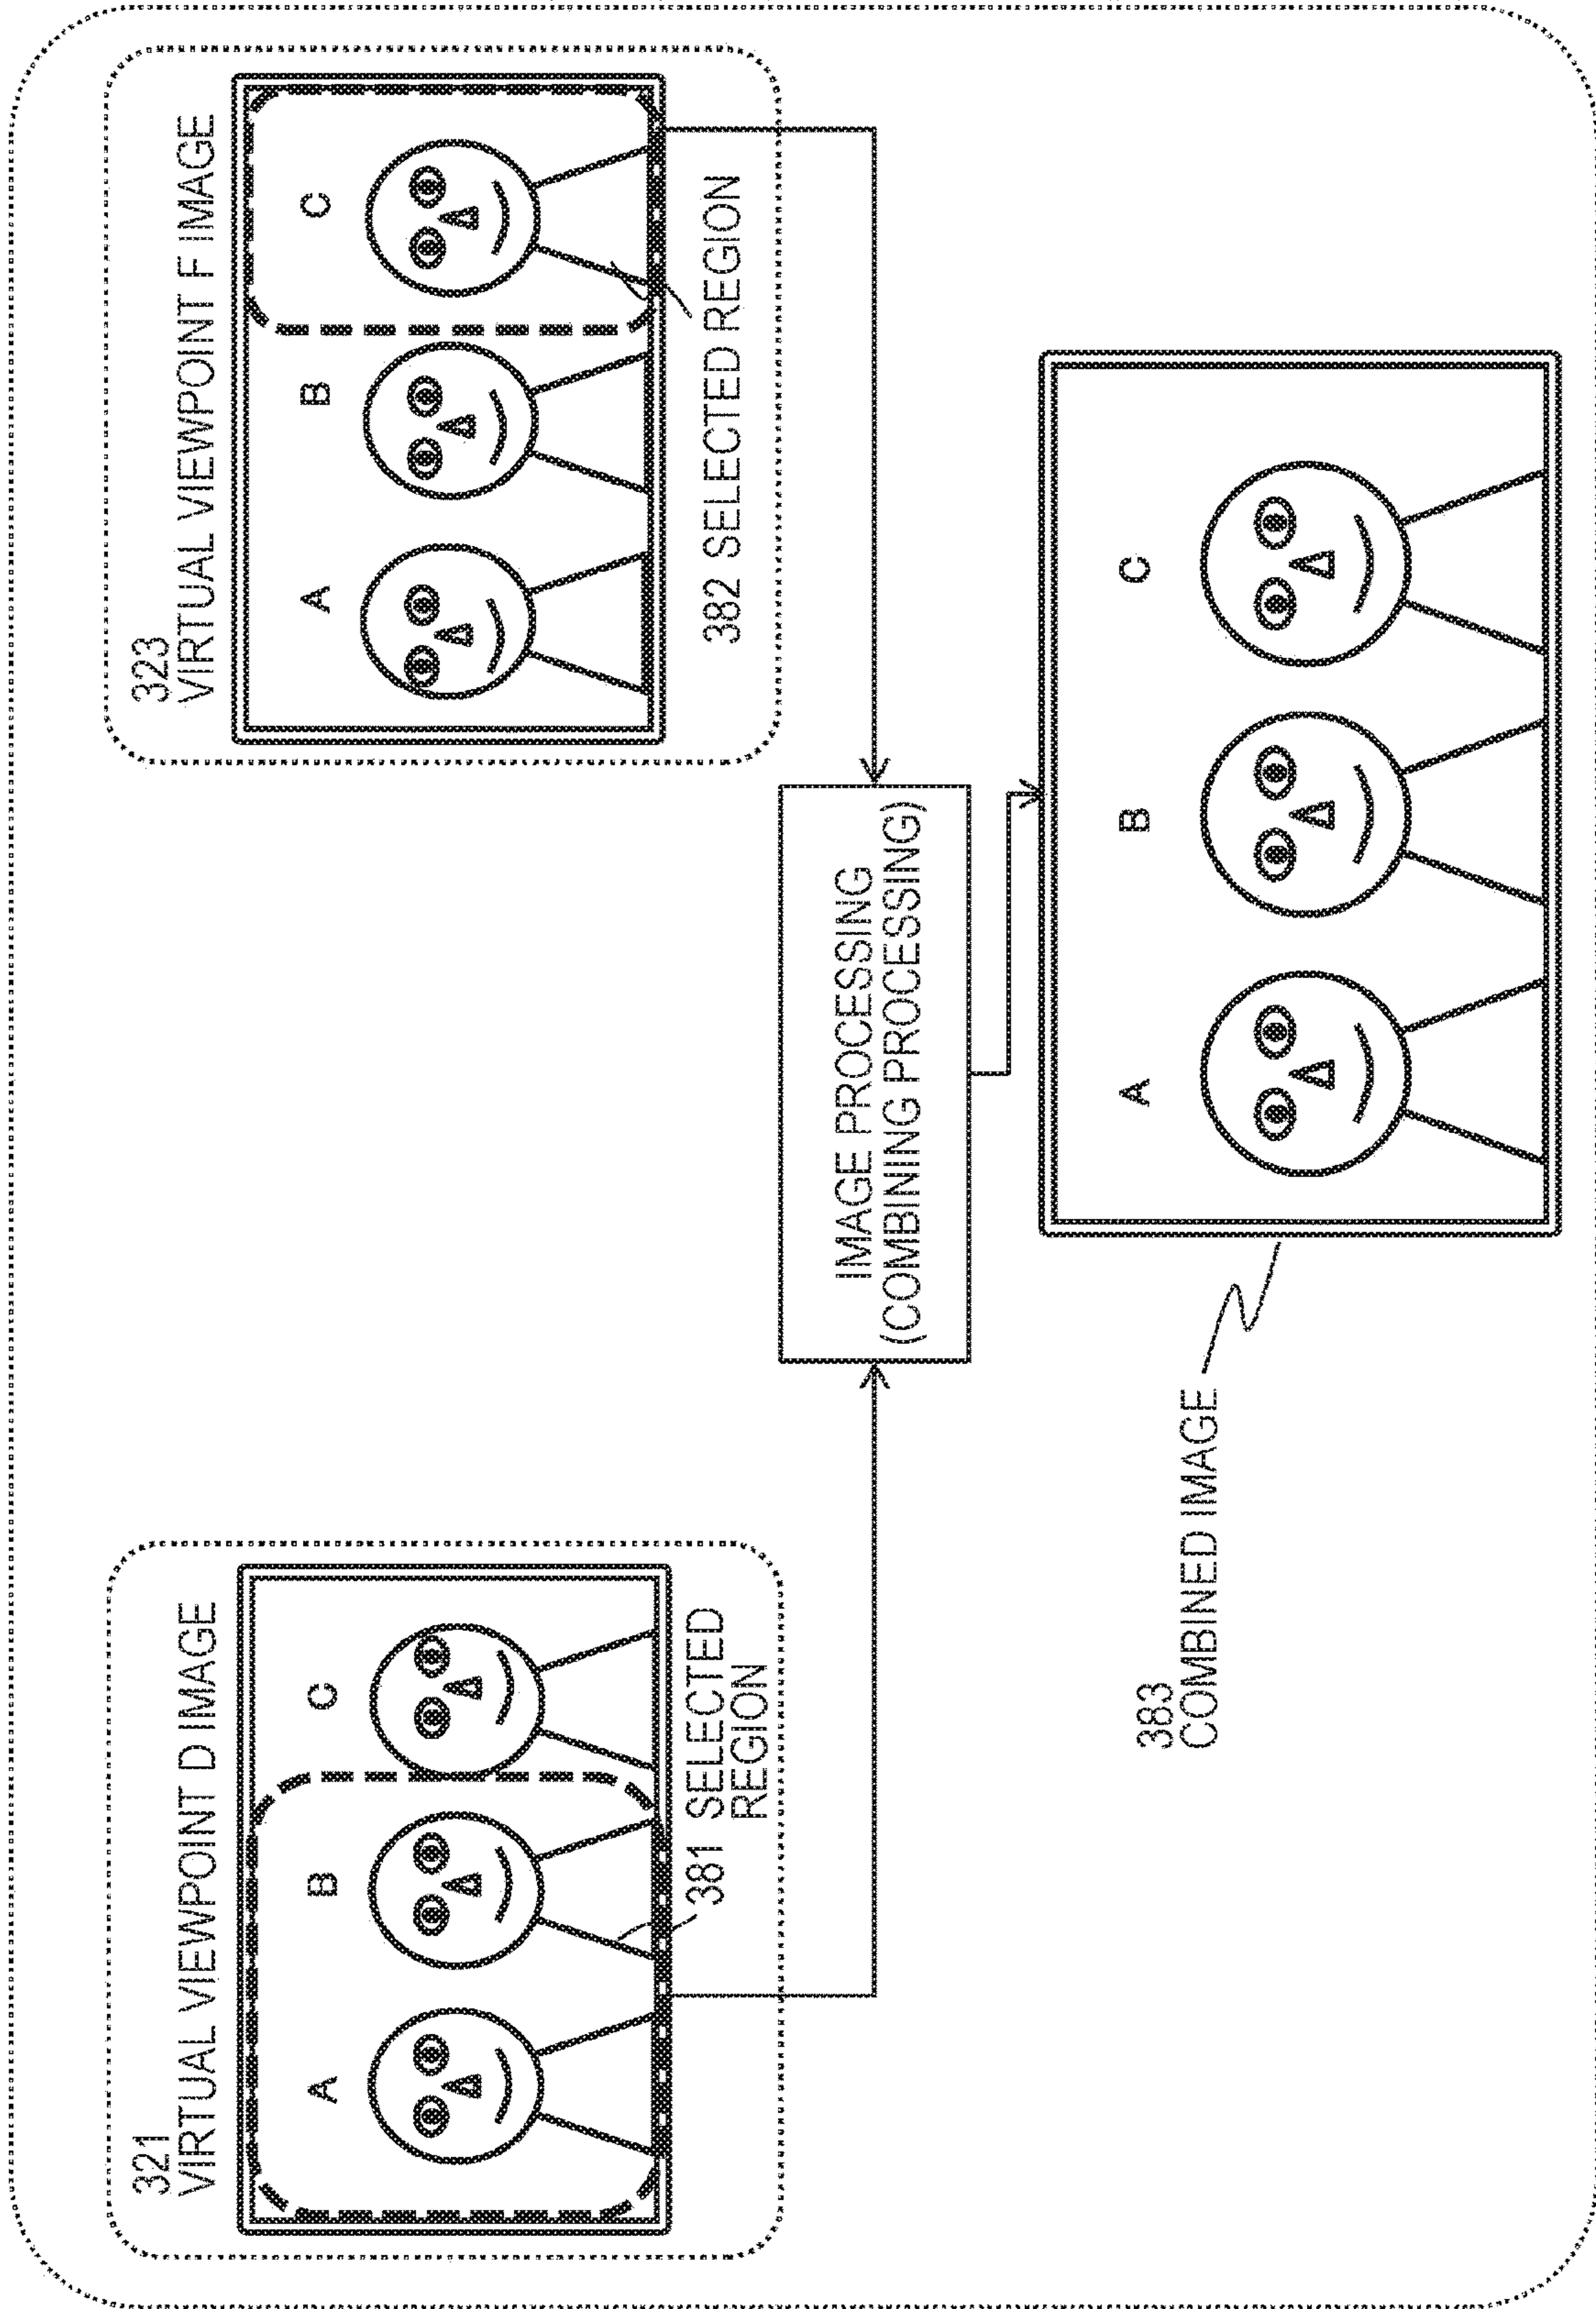 321
VIRTUAL VIEWPOINT D IMAGE
A B C
381 SELECTED
REGION
323
VIRTUAL VIEWPOINT F IMAGE
A B C
382 SELECTED REGION
IMAGE PROCESSING
(COMBINING PROCESSING)
383
COMBINED IMAGE
A B C